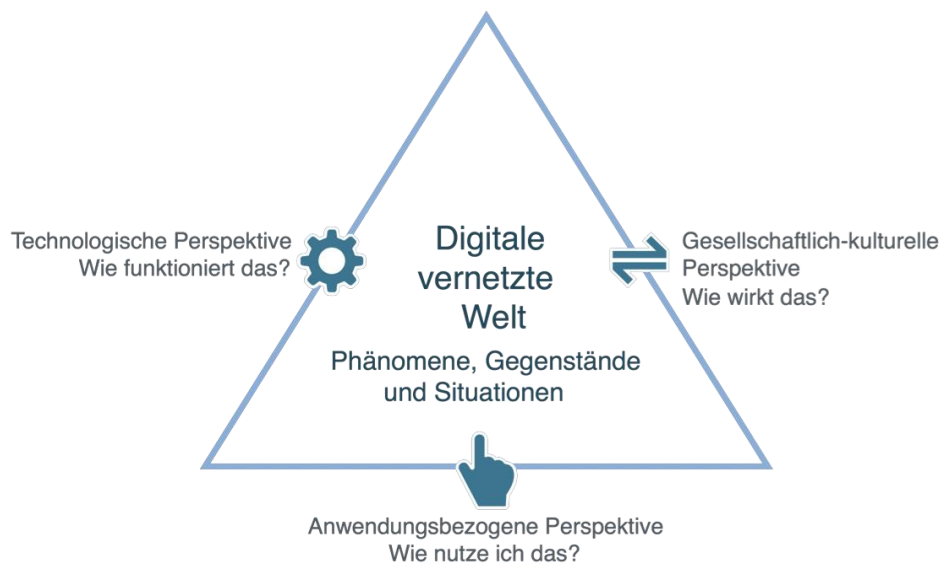 Digitale
vernetzte
Welt
Phänomene, Gegenstände
und Situationen
Technologische Perspektive
Wie funktioniert das?
Gesellschaftlich-kulturelle
Perspektive
Wie wirkt das?
Anwendungsbezogene Perspektive
Wie nutze ich das?